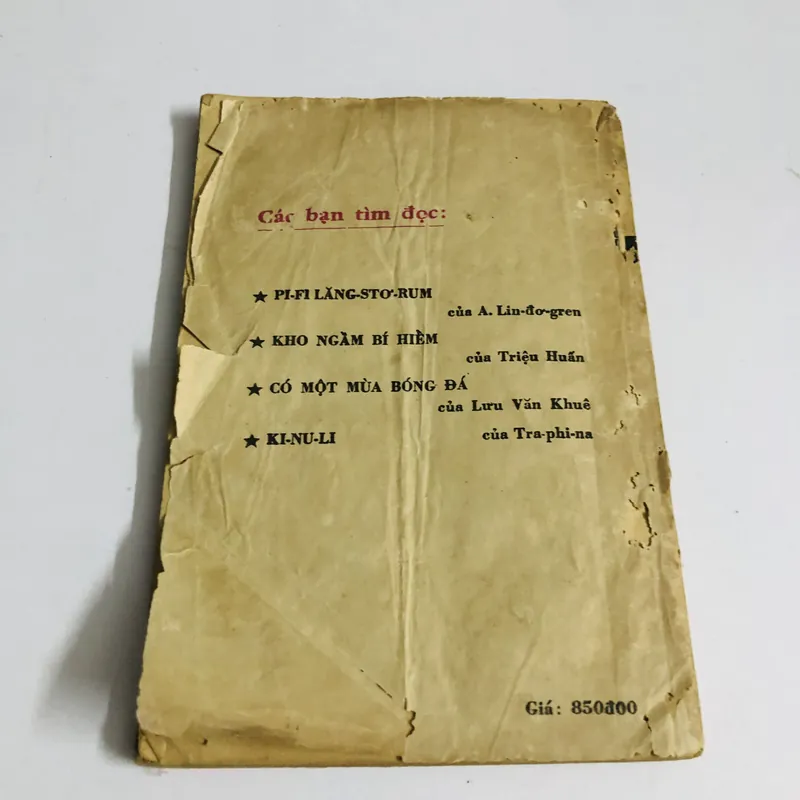 Các bạn tìm đọc:
★ PI-FI LĂNG-STƠ-RUM
của A. Lin-đơ-gren
★ KHO NGẦM BÍ HIỂM
của Triệu Huấn
★ CÓ MỘT MÙA BÓNG ĐÁ
của Lưu Văn Khuê
★ KI-NU-LI của Tra-phi-na
Giá: 850đ00